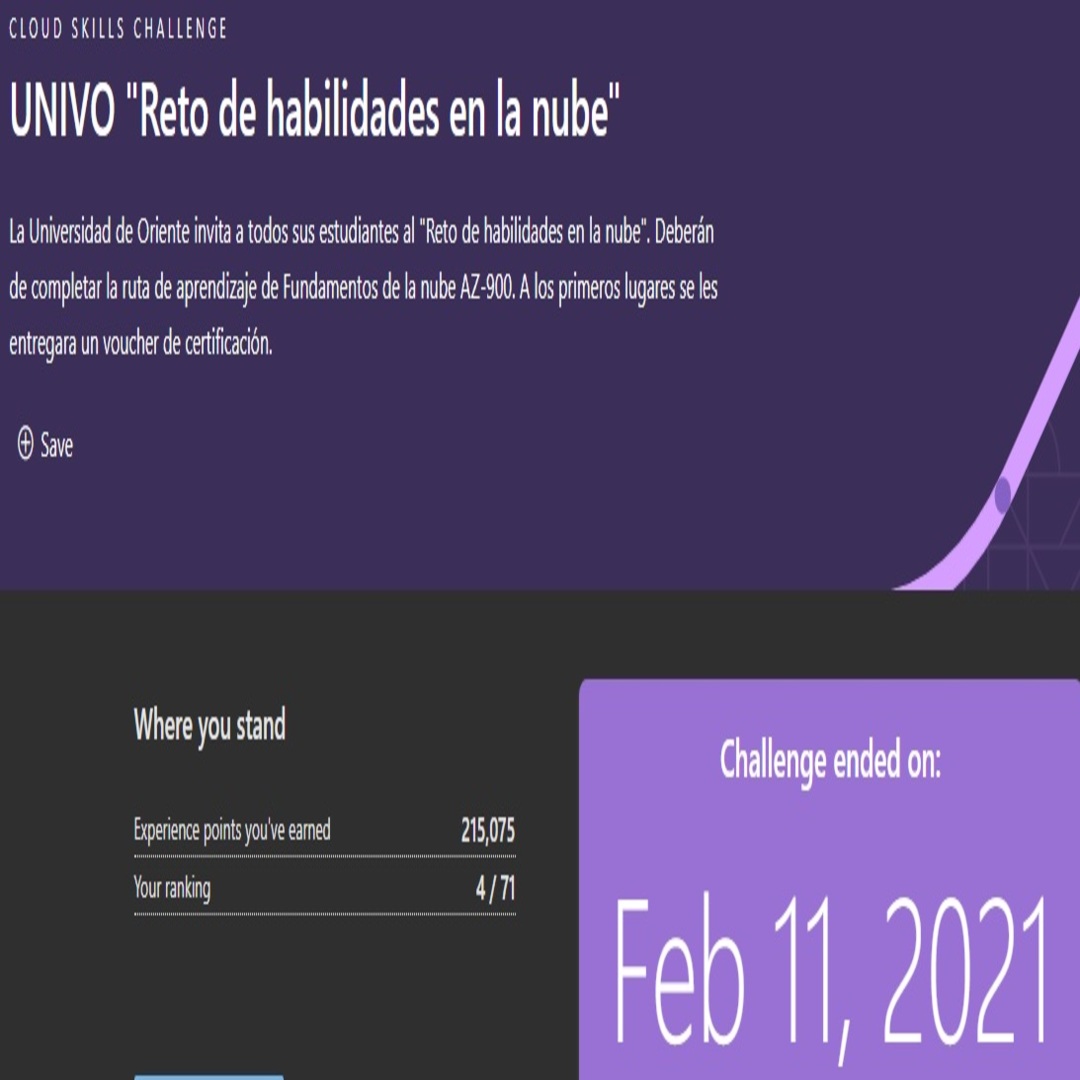 CLOUD SKILLS CHALLENGE
UNIVO "Reto de habilidades en la nube"
La Universidad de Oriente invita a todos sus estudiantes al "Reto de habilidades en la nube". Deberán
de completar la ruta de aprendizaje de Fundamentos de la nube AZ-900. A los primeros lugares se les
entregara un voucher de certificación.
Save
Where you stand
Experience points you've earned 215,075
Your ranking 4 / 71
Challenge ended on:
Feb 11, 2021